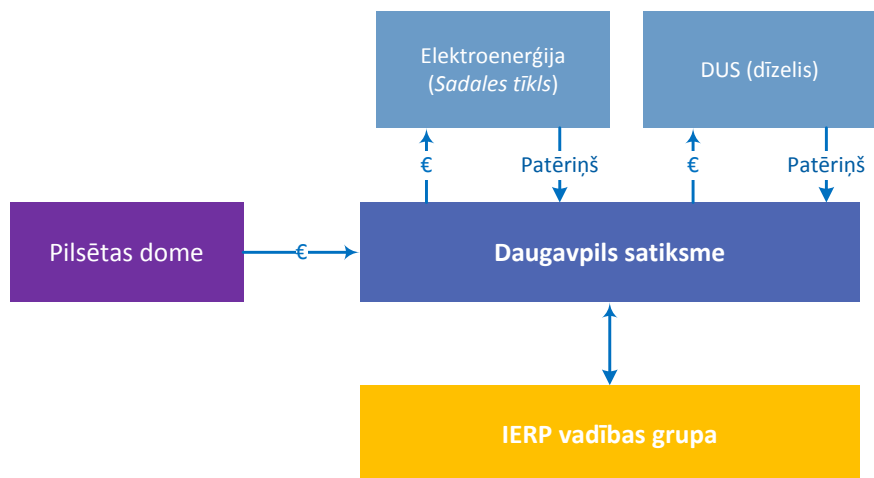 Elektroenerģija
(Sadales tīkls)
DUS (dīzelis)
€
Patēriņš
€
Patēriņš
Pilsētas dome
€
Daugavpils satiksme
IERP vadības grupa